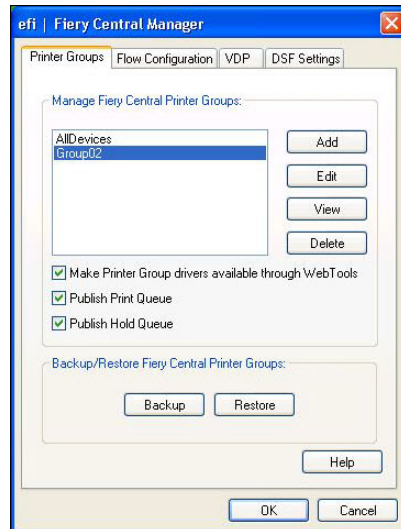 efi | Fiery Central Manager
Printer Groups Flow Configuration VDP DSF Settings
Manage Fiery Central Printer Groups:
AllDevices
Group02
Add
Edit
View
Delete
Make Printer Group drivers available through WebTools
Publish Print Queue
Publish Hold Queue
Backup/Restore Fiery Central Printer Groups:
Backup Restore
Help
OK Cancel